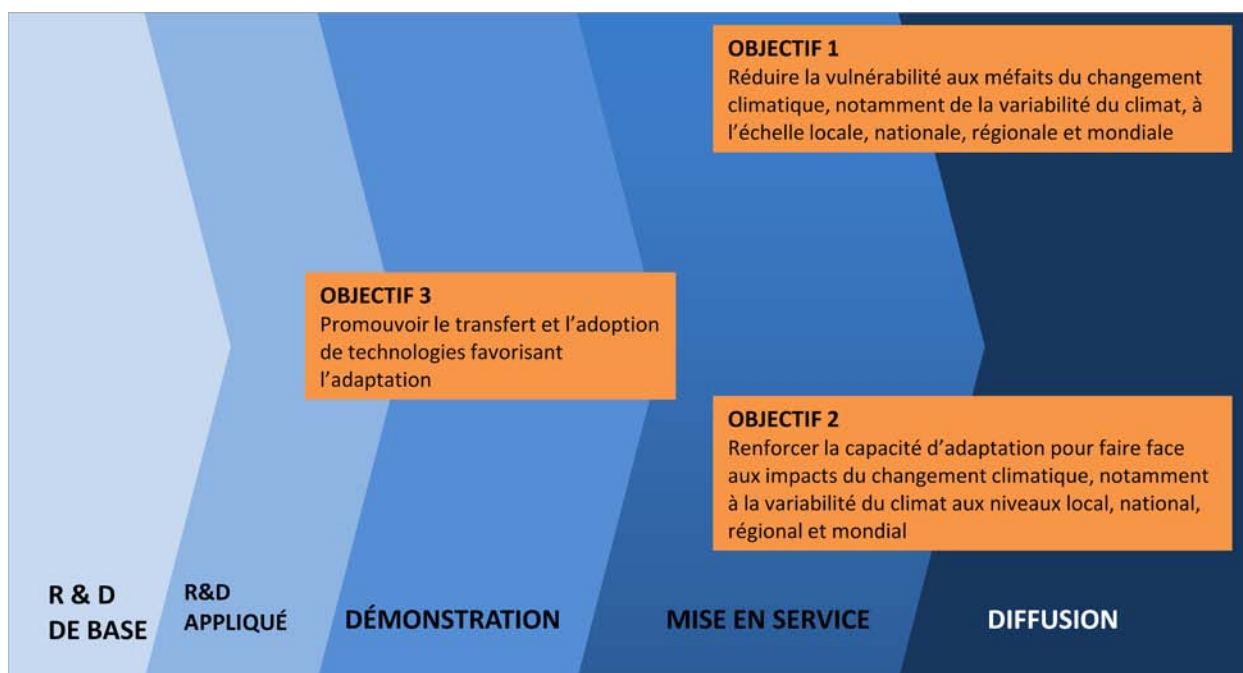 OBJECTIF 1
Réduire la vulnérabilité aux méfaits du changement
climatique, notamment de la variabilité du climat, à
l'échelle locale, nationale, régionale et mondiale
OBJECTIF 3
Promouvoir le transfert et l'adoption
de technologies favorisant
l'adaptation
OBJECTIF 2
Renforcer la capacité d'adaptation pour faire face
aux impacts du changement climatique, notamment
à la variabilité du climat aux niveaux local, national,
régional et mondial
R & D
DE BASE
R&D
APPLIQUÉ
DÉMONSTRATION
MISE EN SERVICE
DIFFUSION